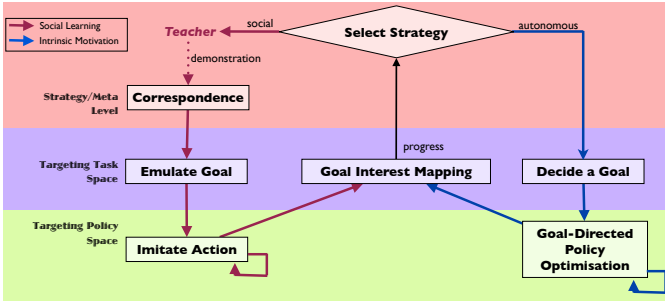 Social Learning
Intrinsic Motivation
Teacher
social
Select Strategy
autonomous
demonstration
Strategy/Meta
Level
Correspondence
progress
Targeting Task
Space
Emulate Goal
Goal Interest Mapping
Decide a Goal
Targeting Policy
Space
Imitate Action
Goal-Directed
Policy
Optimisation